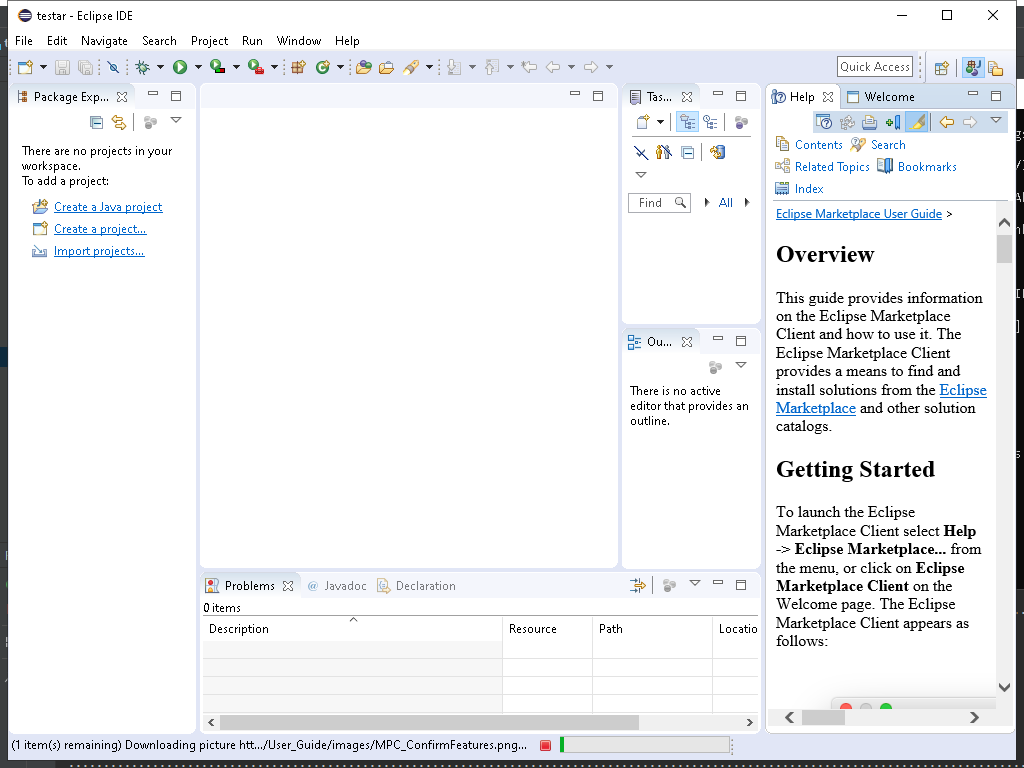 testar - Eclipse IDE
File Edit Navigate Search Project Run Window Help
Quick Access
Package Exp...
There are no projects in your
workspace.
To add a project:
Create a Java project
Create a project...
Import projects...
Tas...
Find
All
Ou...
There is no active
editor that provides an
outline.
Help
Welcome
Contents
Search
Related Topics
Bookmarks
Index
Eclipse Marketplace User Guide >
Overview
This guide provides information
on the Eclipse Marketplace
Client and how to use it. The
Eclipse Marketplace Client
provides a means to find and
install solutions from the Eclipse
Marketplace and other solution
catalogs.
Getting Started
To launch the Eclipse
Marketplace Client select Help
-> Eclipse Marketplace... from
the menu, or click on Eclipse
Marketplace Client on the
Welcome page. The Eclipse
Marketplace Client appears as
follows:
Problems
@ Javadoc
Declaration
0 items
Description Resource Path Locatio
(1 item(s) remaining) Downloading picture htt.../User_Guide/images/MPC_ConfirmFeatures.png...